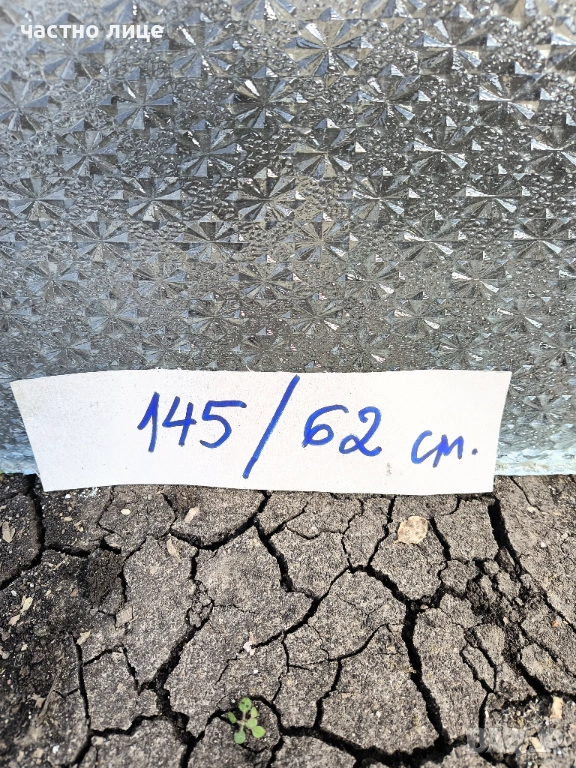 частно лице
145/62 см.